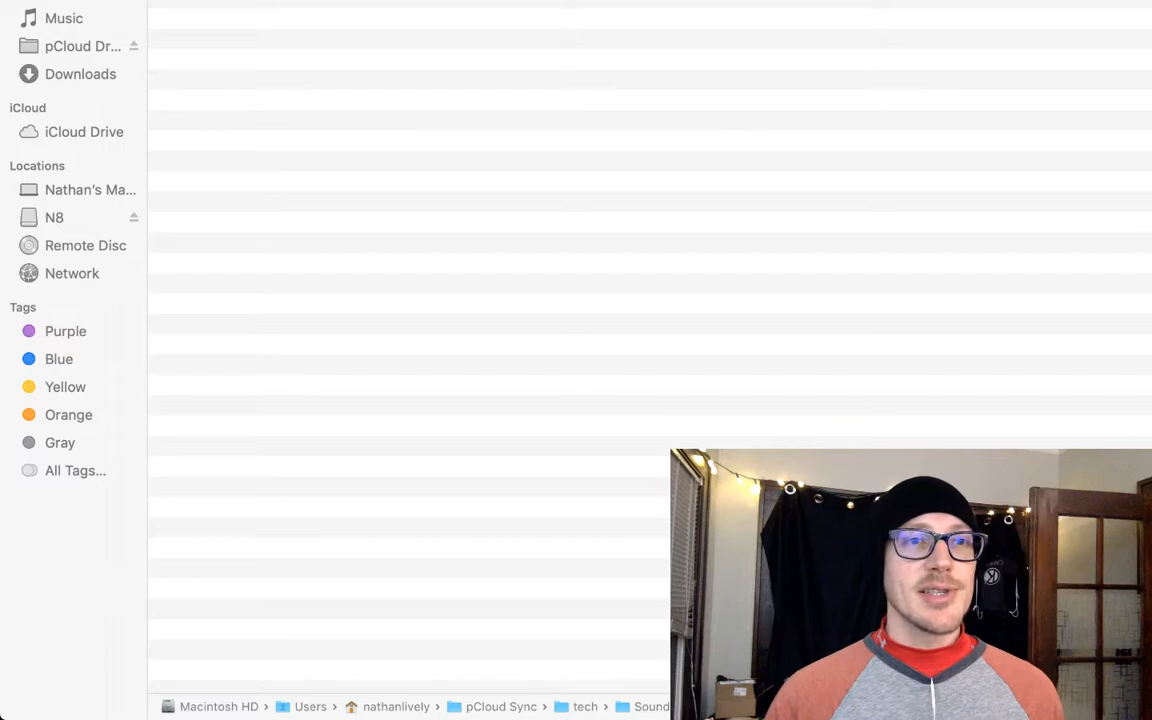 Music
pCloud Dr...
Downloads
iCloud
iCloud Drive
Locations
Nathan's Ma...
N8
Remote Disc
Network
Tags
Purple
Blue
Yellow
Orange
Gray
All Tags...
Macintosh HD › Users › nathanlively › pCloud Sync › tech › Sound